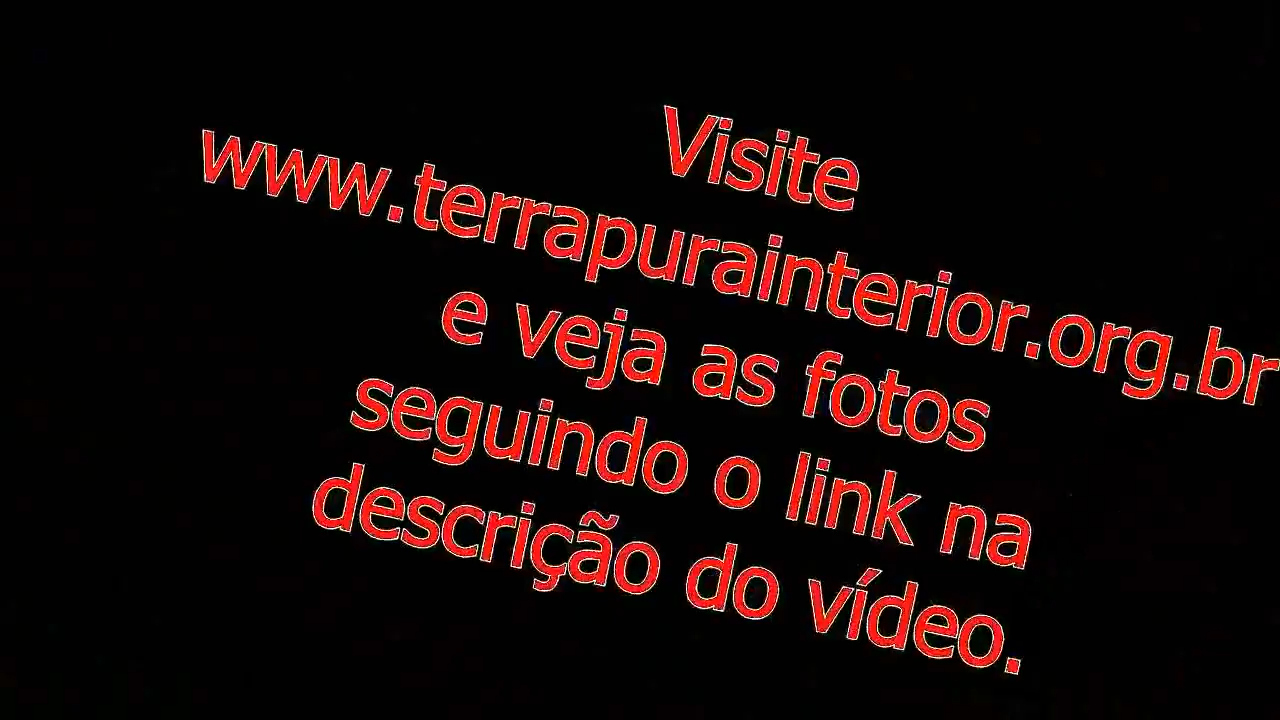 Visite
www.terrapurainterior.org.br
e veja as fotos
seguindo o link na
descrição do vídeo.